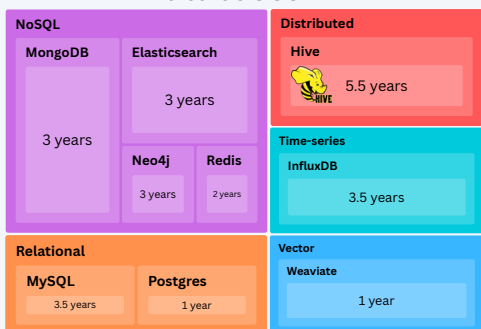 NoSQL
MongoDB
3 years
Elasticsearch
3 years
Neo4j
3 years
Redis
2 years
Distributed
Hive
HIVE
5.5 years
Time-series
InfluxDB
3.5 years
Relational
MySQL
3.5 years
Postgres
1 year
Vector
Weaviate
1 year